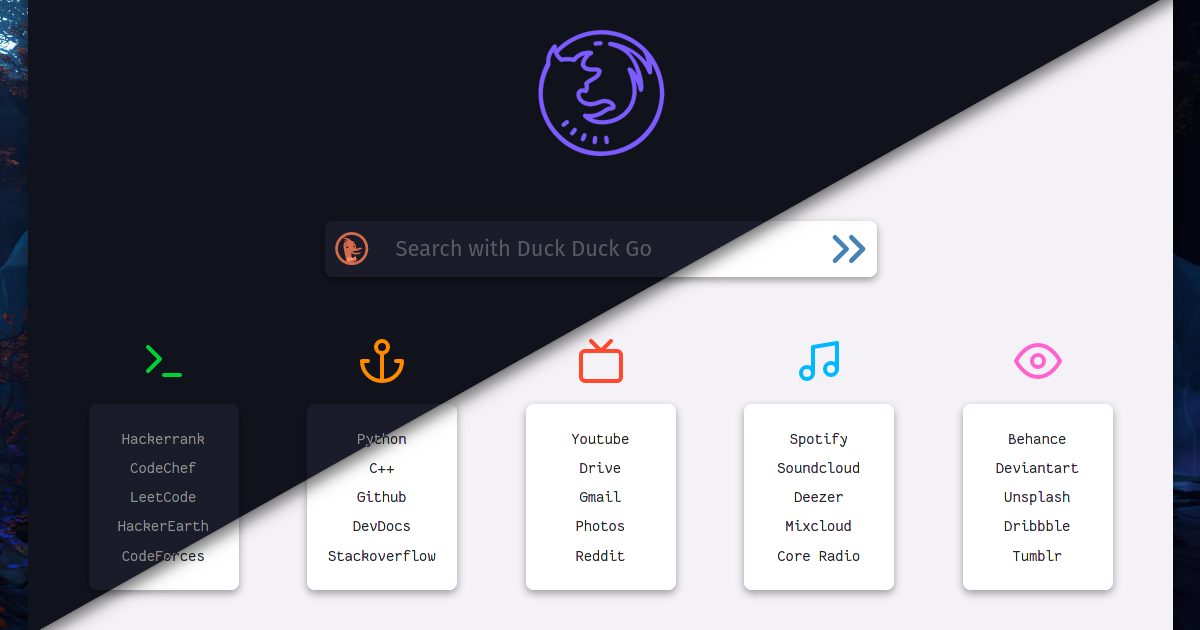 Search with Duck Duck Go
Hackerrank
CodeChef
LeetCode
HackerEarth
CodeForces
Python
C++
Github
DevDocs
Stackoverflow
Youtube
Drive
Gmail
Photos
Reddit
Spotify
Soundcloud
Deezer
Mixcloud
Core Radio
Behance
Deviantart
Unsplash
Dribbble
Tumblr